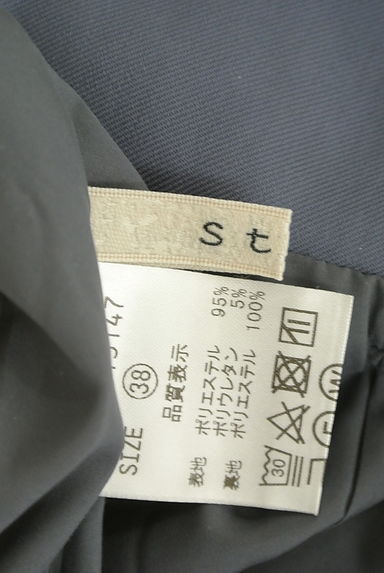 St
5147
SIZE 38
品質表示
表地 ポリエステル 95%
ポリウレタン 5%
裏地 ポリエステル 100%
30
W